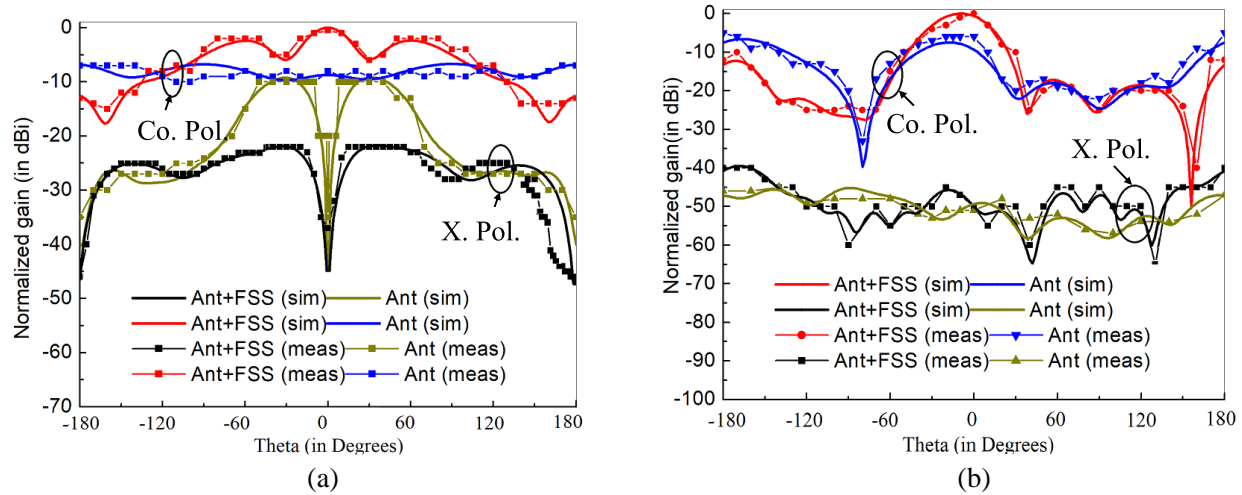 Normalized gain (in dBi)
0
-10
-20
-30
-40
-50
-60
-70
Co. Pol.
X. Pol.
Ant+FSS (sim) Ant (sim)
Ant+FSS (sim) Ant (sim)
Ant+FSS (meas) Ant (meas)
Ant+FSS (meas) Ant (meas)
-180 -120 -60 0 60 120 180
Theta (in Degrees)
(a)
Normalized gain(in dBi)
0
-10
-20
-30
-40
-50
-60
-70
-80
-90
-100
Co. Pol.
X. Pol.
Ant+FSS (sim) Ant (sim)
Ant+FSS (sim) Ant (sim)
Ant+FSS (meas) Ant (meas)
Ant+FSS (meas) Ant (meas)
-180 -120 -60 0 60 120 180
Theta (in Degrees)
(b)